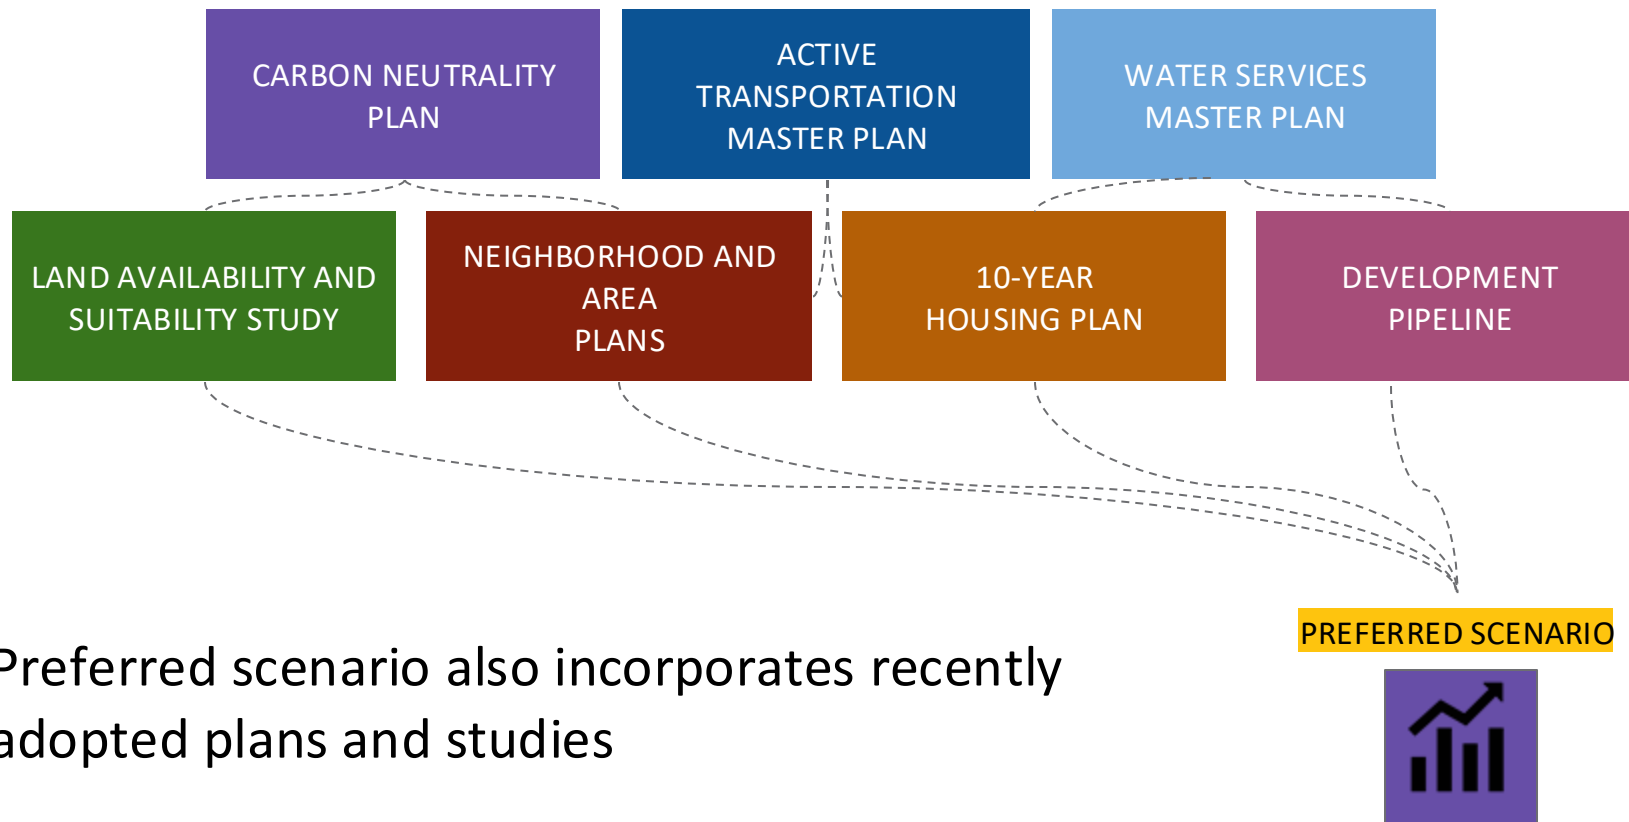 CARBON NEUTRALITY
PLAN
ACTIVE
TRANSPORTATION
MASTER PLAN
WATER SERVICES
MASTER PLAN
LAND AVAILABILITY AND
SUITABILITY STUDY
NEIGHBORHOOD AND
AREA
PLANS
10-YEAR
HOUSING PLAN
DEVELOPMENT
PIPELINE
PREFERRED SCENARIO
Preferred scenario also incorporates recently
adopted plans and studies